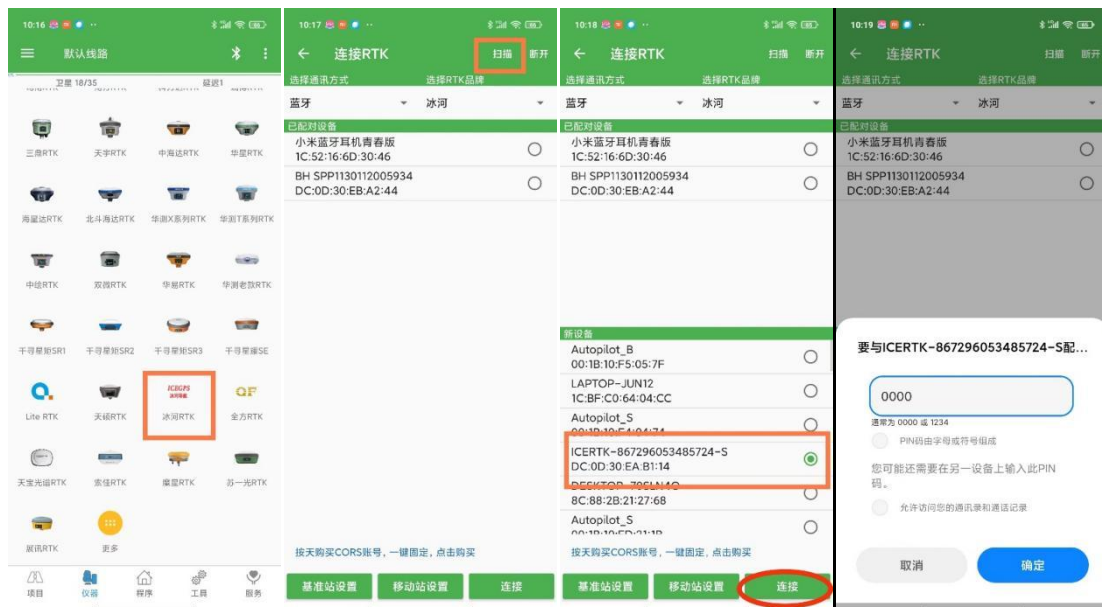 10:16
默认线路
卫星 18/35
延迟1
三鼎RTK
天宇RTK
中海达RTK
华星RTK
海星达RTK
北斗海达RTK
华测X系列RTK
华测T系列RTK
中绘RTK
双微RTK
华易RTK
华测老款RTK
千寻星矩SR1
千寻星矩SR2
千寻星矩SR3
千寻星耀SE
Lite RTK
天硕RTK
ICEGPS
冰河RTK
全方RTK
天宝光谱RTK
索佳RTK
鹰星RTK
苏一光RTK
展讯RTK
更多
项目
仪器
程序
工具
服务
10:17
连接RTK
扫描
断开
选择通讯方式
选择RTK品牌
蓝牙
冰河
已配对设备
小米蓝牙耳机青春版
1C:52:16:6D:30:46
BH SPP1130112005934
DC:0D:30:EB:A2:44
按天购买CORS账号，一键固定，点击购买
基准站设置
移动站设置
连接
10:18
连接RTK
扫描
断开
选择通讯方式
选择RTK品牌
蓝牙
冰河
已配对设备
小米蓝牙耳机青春版
1C:52:16:6D:30:46
BH SPP1130112005934
DC:0D:30:EB:A2:44
新设备
Autopilot_B
00:1B:10:F5:05:7F
LAPTOP-JUN12
1C:BF:C0:64:04:CC
Autopilot_S
ICERTK-867296053485724-S
DC:0D:30:EA:B1:14
8C:88:2B:21:27:68
Autopilot_S
按天购买CORS账号，一键固定，点击购买
基准站设置
移动站设置
连接
10:19
连接RTK
扫描
断开
选择通讯方式
选择RTK品牌
蓝牙
冰河
已配对设备
小米蓝牙耳机青春版
1C:52:16:6D:30:46
BH SPP1130112005934
DC:0D:30:EB:A2:44
要与ICERTK-867296053485724-S配...
0000
通常为 0000 或 1234
PIN码由字母或符号组成
您可能还需要在另一设备上输入此PIN
码。
允许访问您的通讯录和通话记录
取消
确定